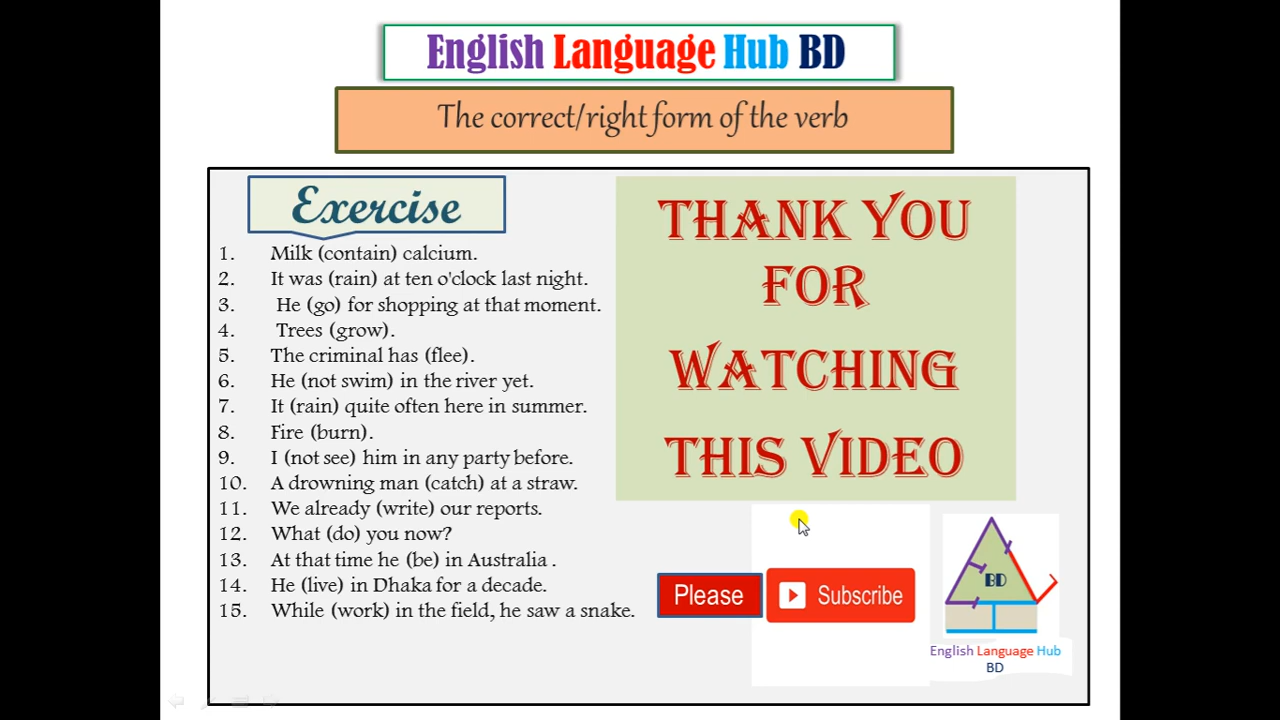 English Language Hub BD
The correct/right form of the verb
Exercise
1. Milk (contain) calcium.
2. It was (rain) at ten o'clock last night.
3. He (go) for shopping at that moment.
4. Trees (grow).
5. The criminal has (flee).
6. He (not swim) in the river yet.
7. It (rain) quite often here in summer.
8. Fire (burn).
9. I (not see) him in any party before.
10. A drowning man (catch) at a straw.
11. We already (write) our reports.
12. What (do) you now?
13. At that time he (be) in Australia .
14. He (live) in Dhaka for a decade.
15. While (work) in the field, he saw a snake.
THANK YOU
FOR
WATCHING
THIS VIDEO
Please
Subscribe
BD
English Language Hub
BD